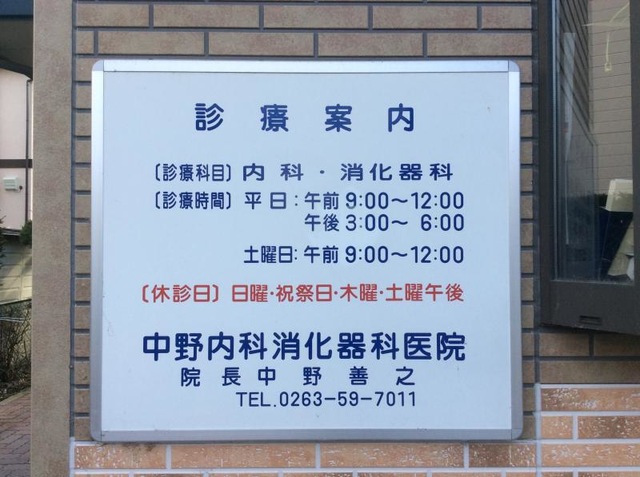 診療案内
〔診療科目〕内科・消化器科
〔診療時間〕平日:午前9:00〜12:00
午後3:00〜6:00
土曜日:午前9:00〜12:00
〔休診日〕日曜・祝祭日・木曜・土曜午後
中野内科消化器科医院
院長中野善之
TEL.0263-59-7011